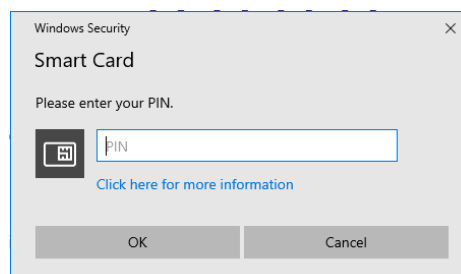 Windows Security
Smart Card
Please enter your PIN.
PIN
Click here for more information
OK
Cancel